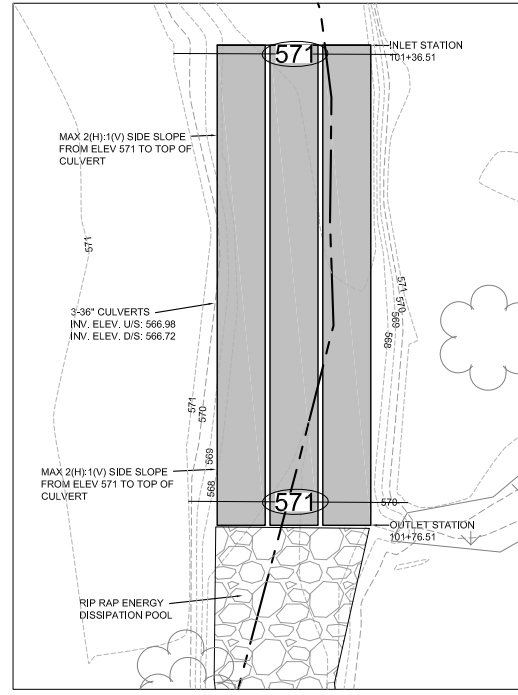 571
INLET STATION
101+36.51
MAX 2(H):1(V) SIDE SLOPE
FROM ELEV 571 TO TOP OF
CULVERT
571
3-36" CULVERTS
INV. ELEV. U/S: 566.98
INV. ELEV. D/S: 566.72
571
570
569
568
571
570
569
568
MAX 2(H):1(V) SIDE SLOPE
FROM ELEV 571 TO TOP OF
CULVERT
571
570
OUTLET STATION
101+76.51
RIP RAP ENERGY
DISSIPATION POOL